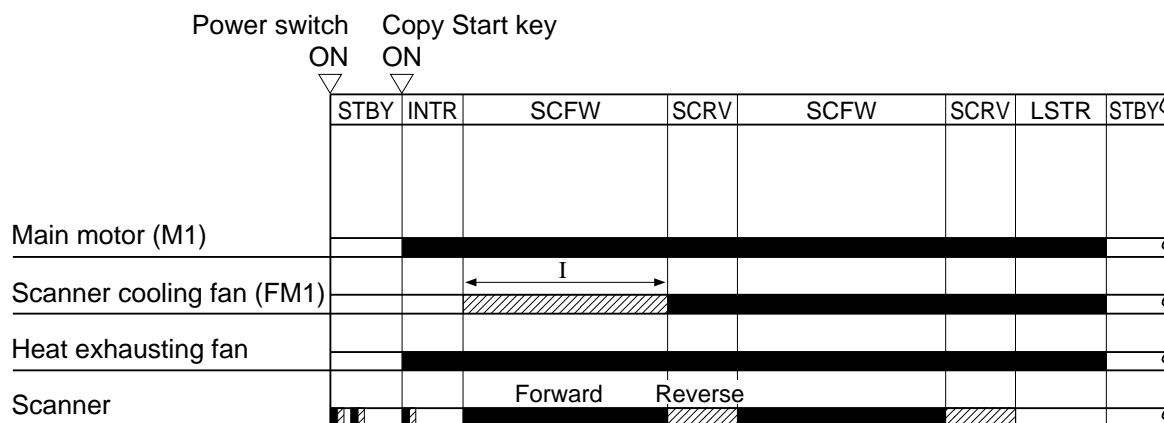 Power switch Copy Start key
ON ON
STBY INTR SCFW SCRV SCFW SCRV LSTR STBY
Main motor (M1)
I
Scanner cooling fan (FM1)
Heat exhausting fan
Forward Reverse
Scanner